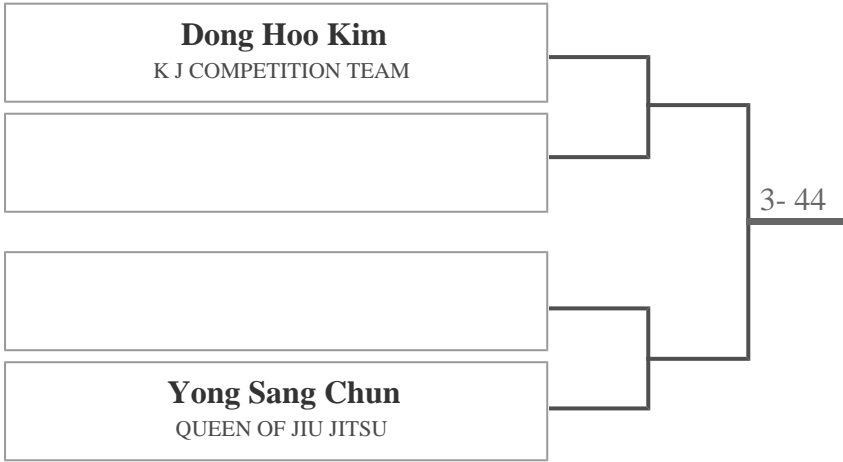 Dong Hoo Kim
K J COMPETITION TEAM
3- 44
Yong Sang Chun
QUEEN OF JIU JITSU